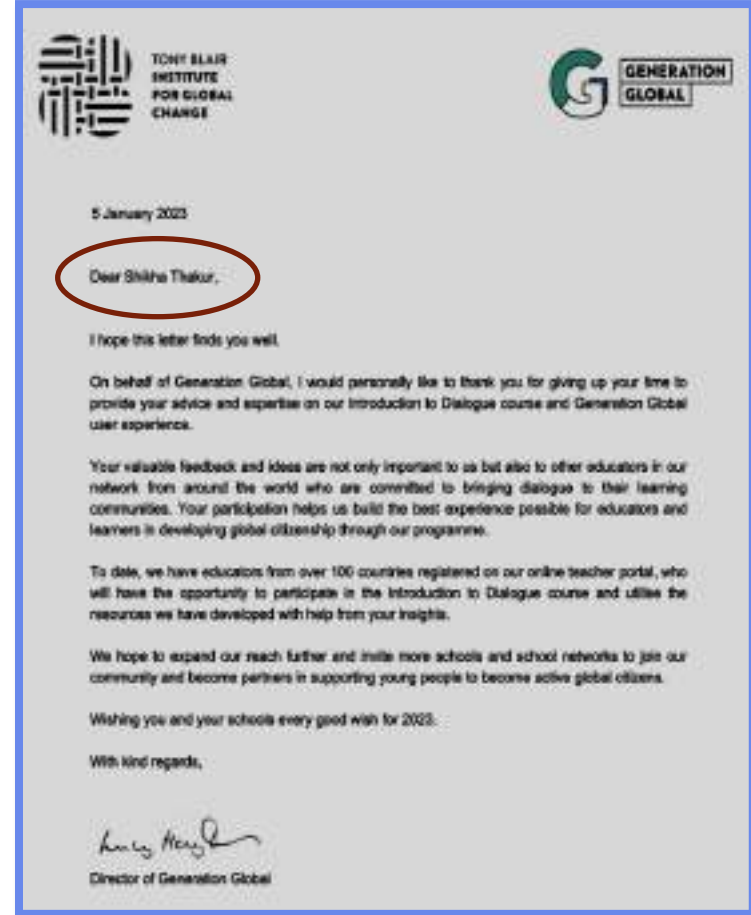 TONY BLAIR
INSTITUTE
FOR GLOBAL
CHANGE
GENERATION
GLOBAL
5 January 2023
Dear Shikha Thakur,
I hope this letter finds you well.
On behalf of Generation Global, I would personally like to thank you for giving up your time to
provide your advice and expertise on our Introduction to Dialogue course and Generation Global
user experience.
Your valuable feedback and ideas are not only important to us but also to other educators in our
network from around the world who are committed to bringing dialogue to their learning
communities. Your participation helps us build the best experience possible for educators and
learners in developing global citizenship through our programme.
To date, we have educators from over 100 countries registered on our online teacher portal, who
will have the opportunity to participate in the Introduction to Dialogue course and utilise the
resources we have developed with help from your insights.
We hope to expand our reach further and invite more schools and school networks to join our
community and become partners in supporting young people to become active global citizens.
Wishing you and your schools every good wish for 2023.
With kind regards,
Director of Generation Global